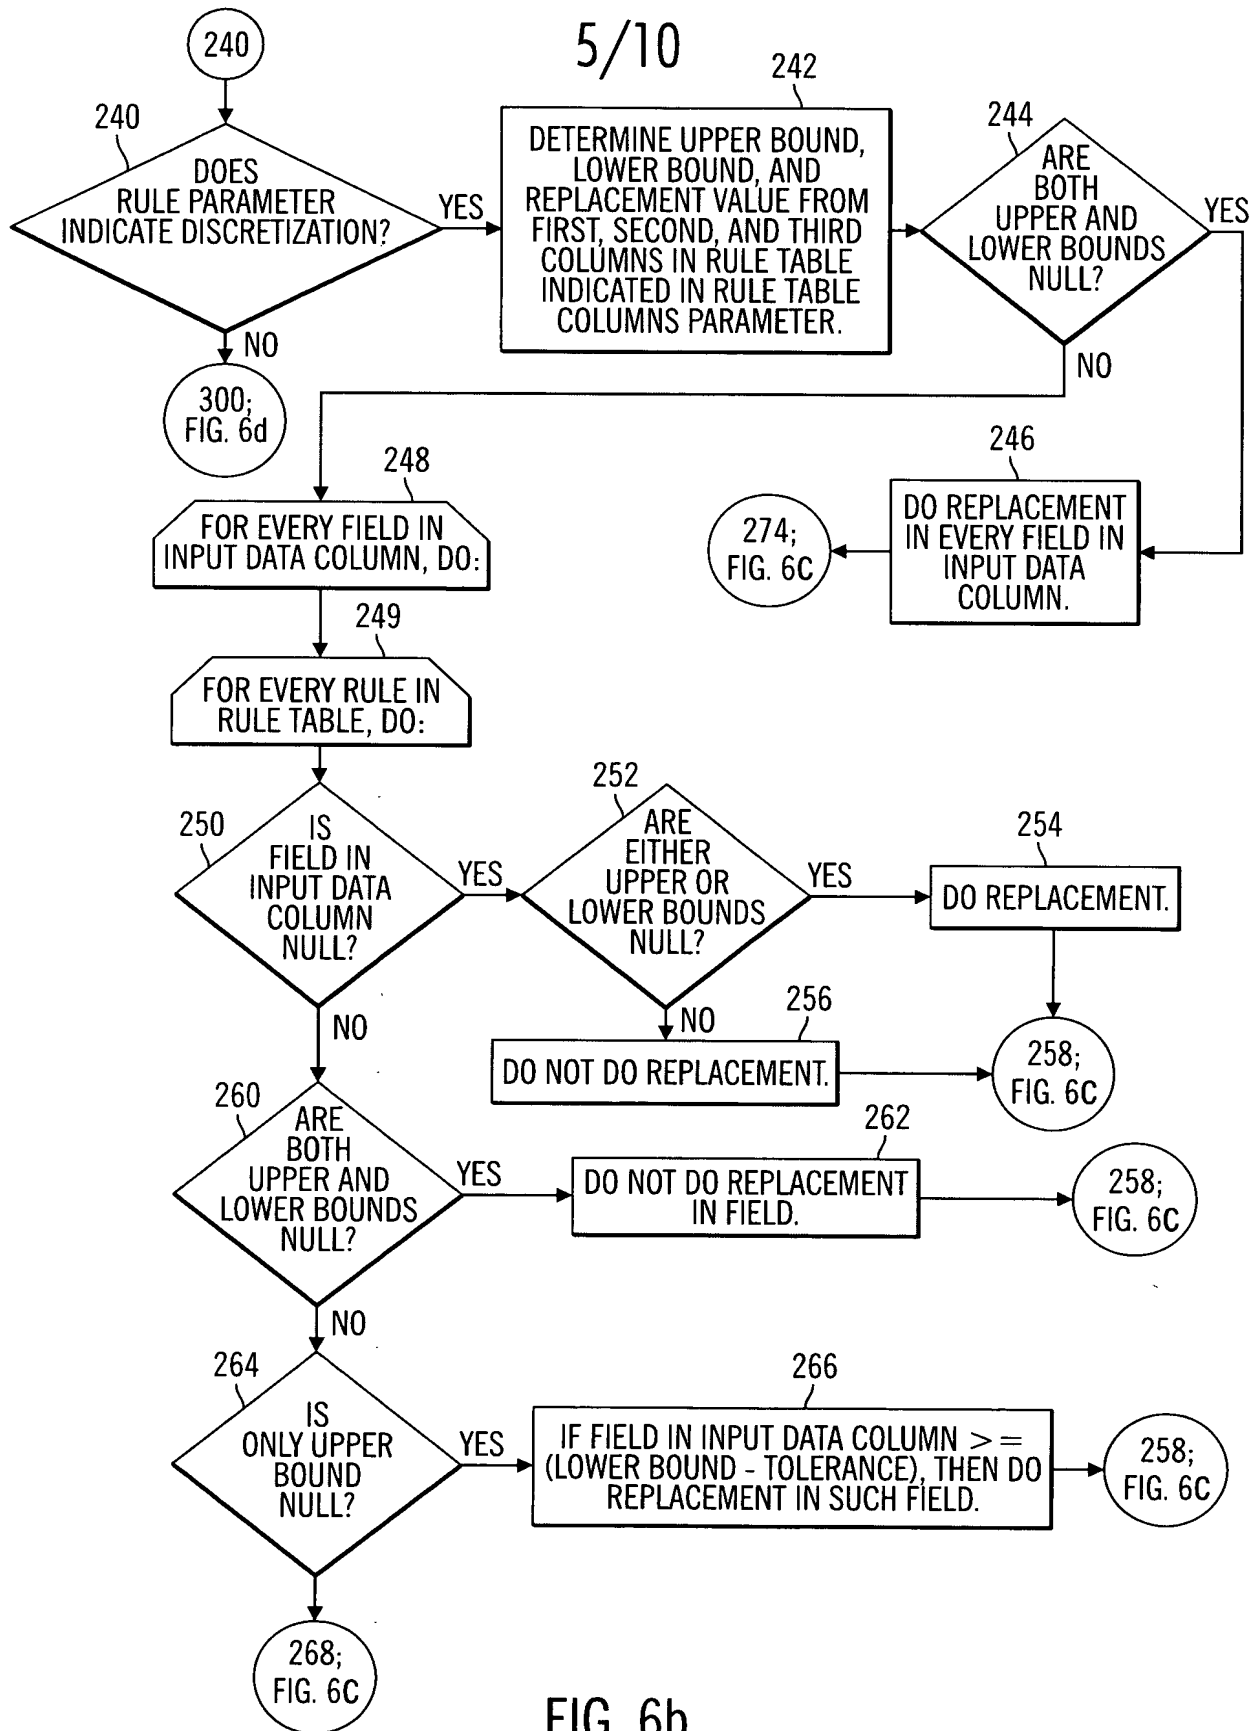 5/10
240
240
DOES
RULE PARAMETER
INDICATE DISCRETIZATION?
YES
NO
300;
FIG. 6d
242
DETERMINE UPPER BOUND,
LOWER BOUND, AND
REPLACEMENT VALUE FROM
FIRST, SECOND, AND THIRD
COLUMNS IN RULE TABLE
INDICATED IN RULE TABLE
COLUMNS PARAMETER.
244
ARE
BOTH
UPPER AND
LOWER BOUNDS
NULL?
YES
NO
246
DO REPLACEMENT
IN EVERY FIELD IN
INPUT DATA
COLUMN.
274;
FIG. 6C
248
FOR EVERY FIELD IN
INPUT DATA COLUMN, DO:
249
FOR EVERY RULE IN
RULE TABLE, DO:
250
IS
FIELD IN
INPUT DATA
COLUMN
NULL?
YES
NO
252
ARE
EITHER
UPPER OR
LOWER BOUNDS
NULL?
YES
NO
254
DO REPLACEMENT.
256
DO NOT DO REPLACEMENT.
258;
FIG. 6C
260
ARE
BOTH
UPPER AND
LOWER BOUNDS
NULL?
YES
NO
262
DO NOT DO REPLACEMENT
IN FIELD.
258;
FIG. 6C
264
IS
ONLY UPPER
BOUND
NULL?
YES
266
IF FIELD IN INPUT DATA COLUMN >=
(LOWER BOUND - TOLERANCE), THEN DO
REPLACEMENT IN SUCH FIELD.
258;
FIG. 6C
268;
FIG. 6C
FIG. 6b